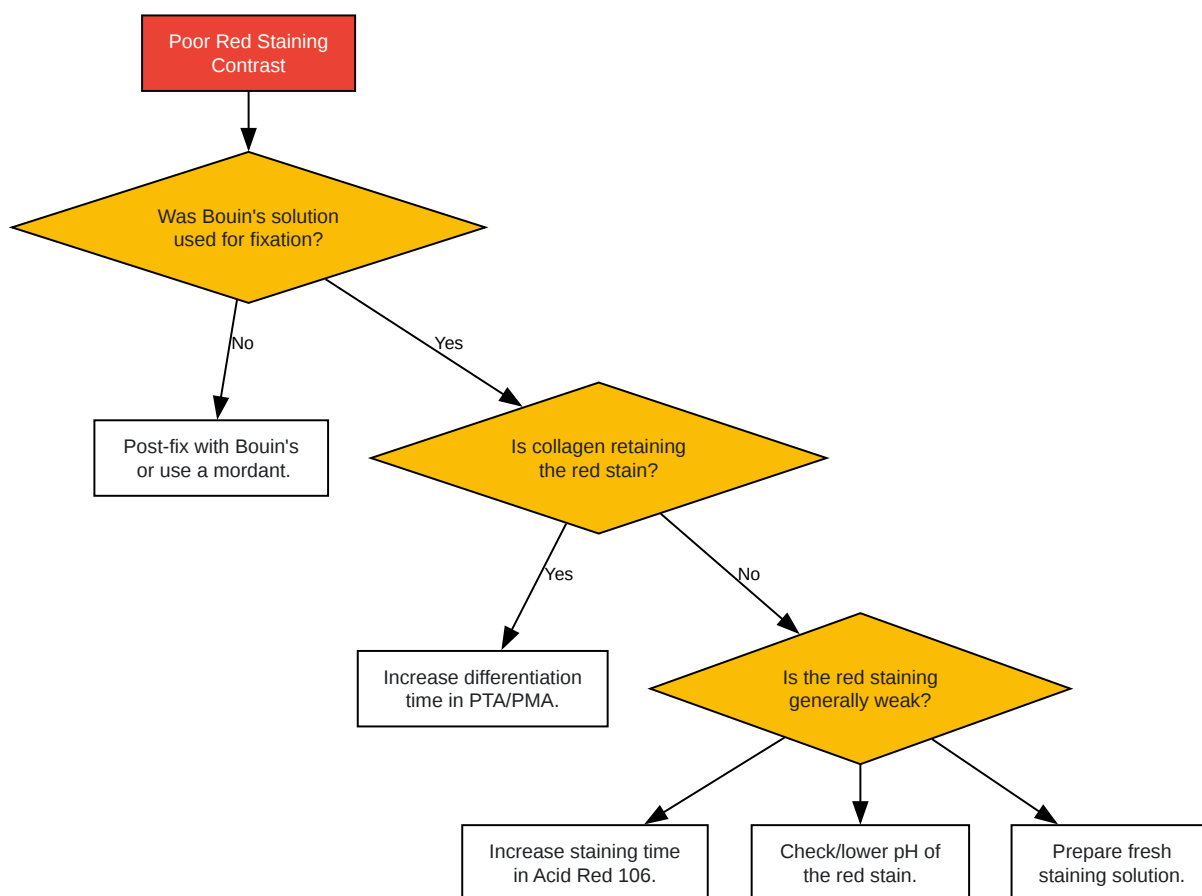 Poor Red Staining
Contrast
Was Bouin's solution
used for fixation?
No
Yes
Post-fix with Bouin's
or use a mordant.
Is collagen retaining
the red stain?
Yes
No
Increase differentiation
time in PTA/PMA.
Is the red staining
generally weak?
Increase staining time
in Acid Red 106.
Check/lower pH of
the red stain.
Prepare fresh
staining solution.